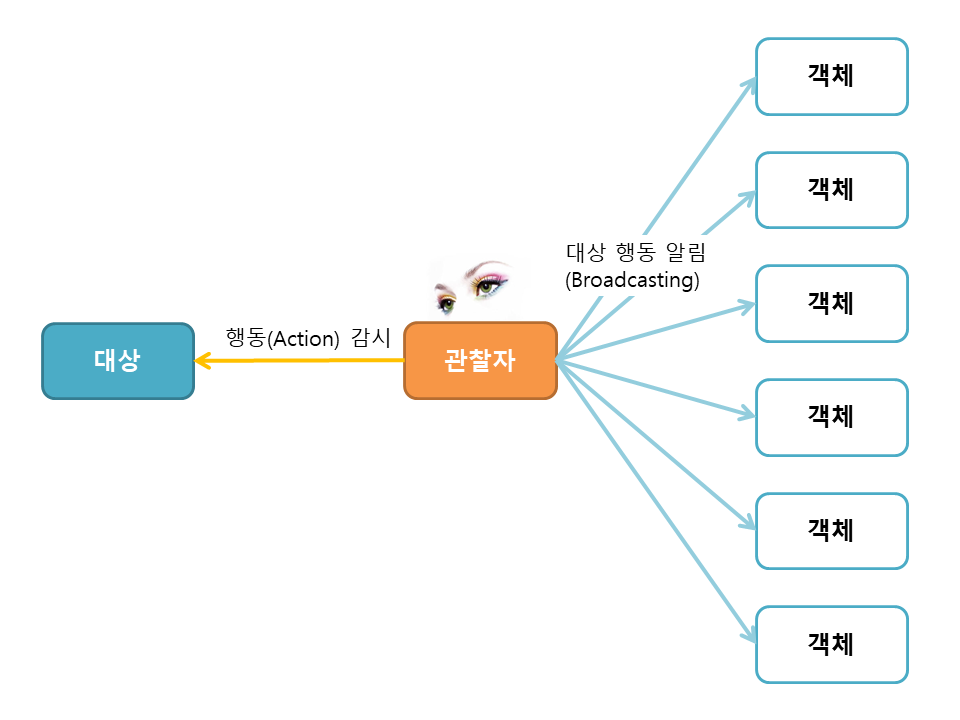 객체
객체
대상 행동 알림
(Broadcasting)
객체
행동(Action) 감시
대상
관찰자
객체
객체
객체